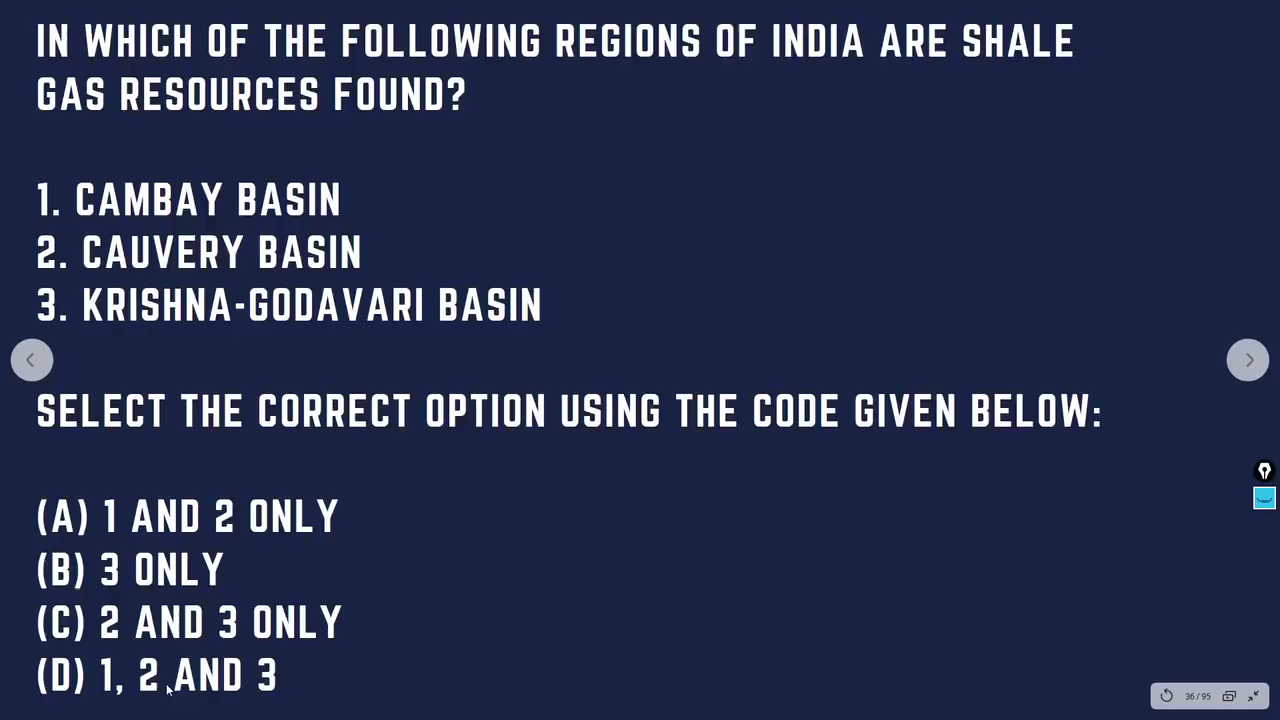 IN WHICH OF THE FOLLOWING REGIONS OF INDIA ARE SHALE
GAS RESOURCES FOUND?
1. CAMBAY BASIN
2. CAUVERY BASIN
3. KRISHNA-GODAVARI BASIN
SELECT THE CORRECT OPTION USING THE CODE GIVEN BELOW:
(A) 1 AND 2 ONLY
(B) 3 ONLY
(C) 2 AND 3 ONLY
(D) 1, 2 AND 3
36 / 95